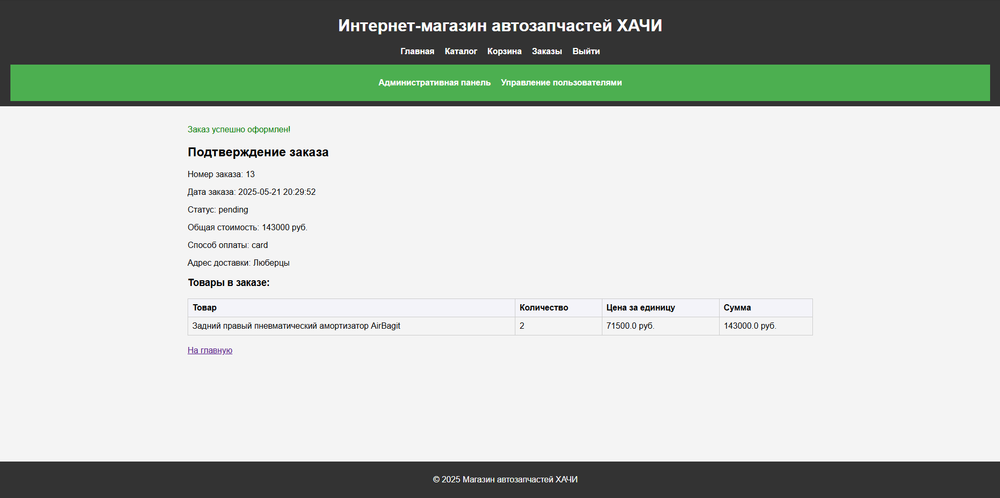 Интернет-магазин автозапчастей ХАЧИ
Главная Каталог Корзина Заказы Выйти
Административная панель Управление пользователями
Заказ успешно оформлен!
Подтверждение заказа
Номер заказа: 13
Дата заказа: 2025-05-21 20:29:52
Статус: pending
Общая стоимость: 143000 руб.
Способ оплаты: card
Адрес доставки: Люберцы
Товары в заказе:
Товар Количество Цена за единицу Сумма
Задний правый пневматический амортизатор AirBagit 2 71500.0 руб. 143000.0 руб.
На главную
© 2025 Магазин автозапчастей ХАЧИ